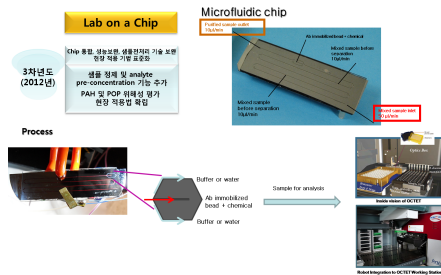 Lab on a Chip
Chip 통합, 성능보완, 샘플전처리 기술 보완
현장 적용 기법 표준화
3차년도
(2012년)
샘플 정제 및 analyte
pre-concentration 기능 추가
PAH 및 POP 위해성 평가
현장 적용법 확립
Microfluidic chip
Purified sample outlet
10μl/min
Ab immobilized bead + chemical
Mixed sample before
separation
10μl/min
Mixed sample
before separation
10μl/min
Mixed sample inlet
20 μl/min
Process
Buffer or water
Ab immobilized
bead + chemical
Buffer or water
Sample for analysis
Optics Box
Inside vision of OCTET
Robot Integration to OCTET Working Station